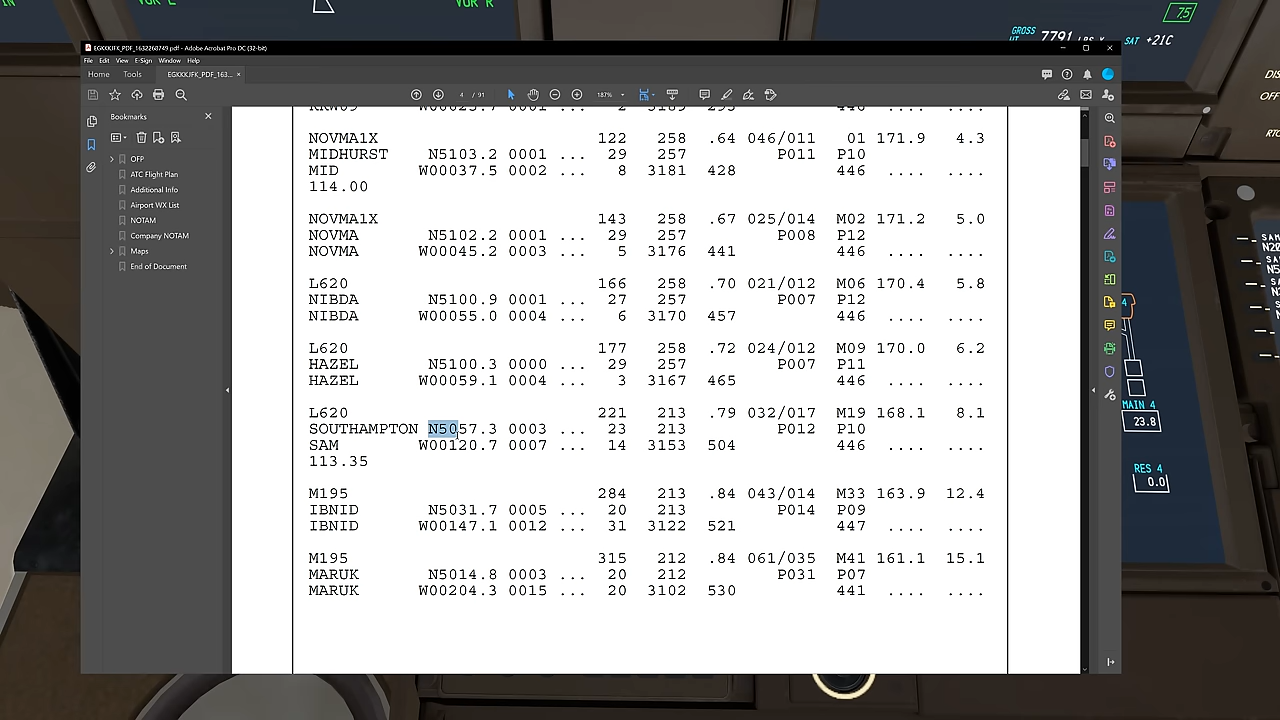 VOR L
VOR R
75
GROSS
7791
SAT +21C
EGKKKJFK_PDF_1632268749.pdf - Adobe Acrobat Pro DC (32-bit)
File Edit View E-Sign Window Help
Home Tools EGKKKJFK_PDF_163... ×
4 / 91
187%
Bookmarks
OFP
ATC Flight Plan
Additional Info
Airport WX List
NOTAM
Company NOTAM
Maps
End of Document
NOVMA1X 122 258 .64 046/011 01 171.9 4.3
MIDHURST N5103.2 0001 ... 29 257 P011 P10
MID W00037.5 0002 ... 8 3181 428 446 .... ....
114.00
NOVMA1X 143 258 .67 025/014 M02 171.2 5.0
NOVMA N5102.2 0001 ... 29 257 P008 P12
NOVMA W00045.2 0003 ... 5 3176 441 446 .... ....
L620 166 258 .70 021/012 M06 170.4 5.8
NIBDA N5100.9 0001 ... 27 257 P007 P12
NIBDA W00055.0 0004 ... 6 3170 457 446 .... ....
L620 177 258 .72 024/012 M09 170.0 6.2
HAZEL N5100.3 0000 ... 29 257 P007 P11
HAZEL W00059.1 0004 ... 3 3167 465 446 .... ....
L620 221 213 .79 032/017 M19 168.1 8.1
SOUTHAMPTON N5057.3 0003 ... 23 213 P012 P10
SAM W00120.7 0007 ... 14 3153 504 446 .... ....
113.35
M195 284 213 .84 043/014 M33 163.9 12.4
IBNID N5031.7 0005 ... 20 213 P014 P09
IBNID W00147.1 0012 ... 31 3122 521 447 .... ....
M195 315 212 .84 061/035 M41 161.1 15.1
MARUK N5014.8 0003 ... 20 212 P031 P07
MARUK W00204.3 0015 ... 20 3102 530 441 .... ....
MAIN 4
23.8
RES 4
0.0